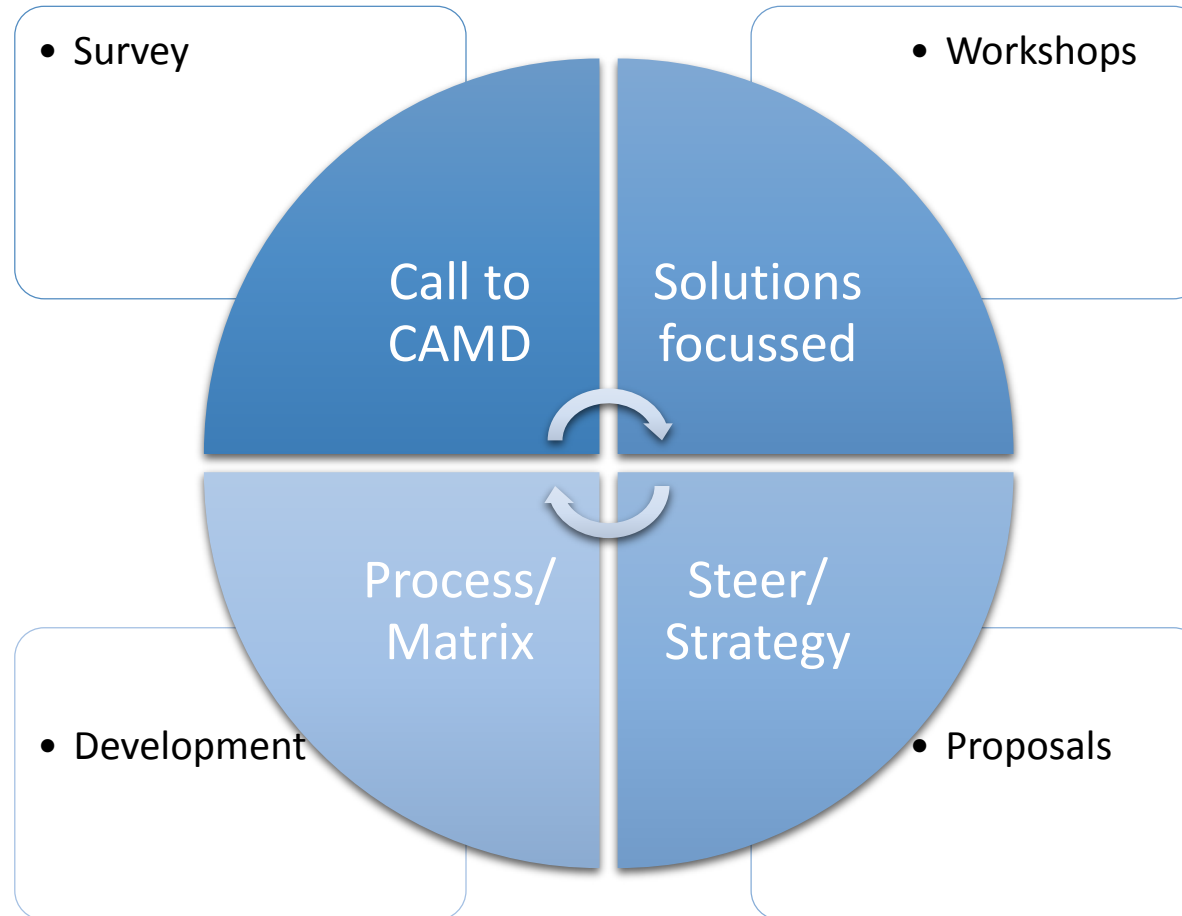 • Survey
• Workshops
Call to
CAMD
Solutions
focussed
Process/
Matrix
Steer/
Strategy
• Development
• Proposals